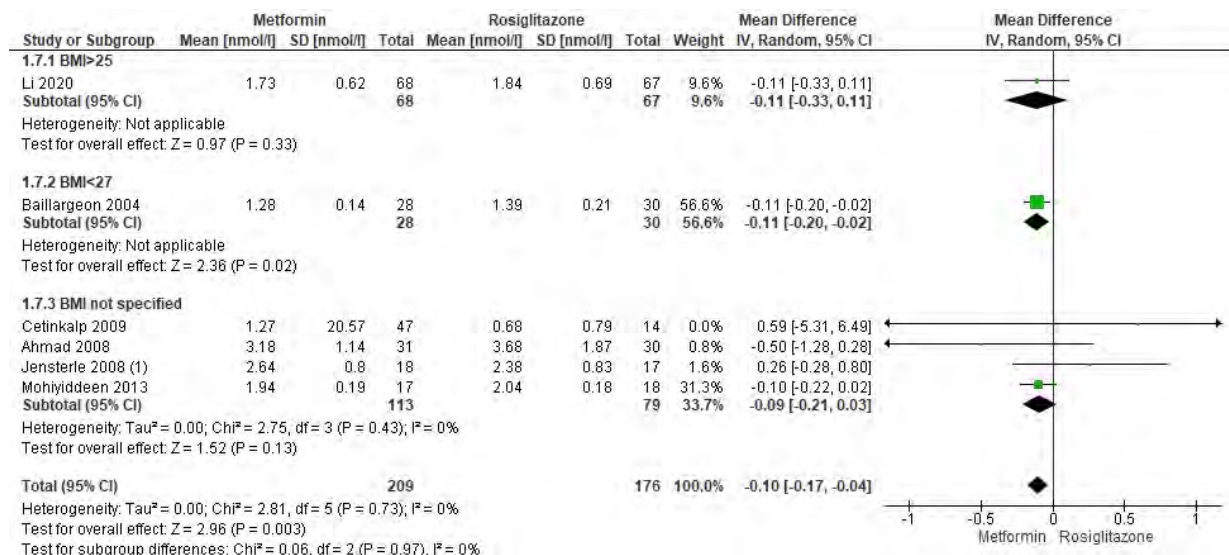 Metformin Rosiglitazone Mean Difference Mean Difference
Study or Subgroup Mean [nmol/l] SD [nmol/l] Total Mean [nmol/l] SD [nmol/l] Total Weight IV, Random, 95% CI IV, Random, 95% CI
1.7.1 BMI>25
Li 2020 1.73 0.62 68 1.84 0.69 67 9.6% -0.11 [-0.33, 0.11]
Subtotal (95% CI) 68 67 9.6% -0.11 [-0.33, 0.11]
Heterogeneity: Not applicable
Test for overall effect: Z = 0.97 (P = 0.33)
1.7.2 BMI<27
Baillargeon 2004 1.28 0.14 28 1.39 0.21 30 56.6% -0.11 [-0.20, -0.02]
Subtotal (95% CI) 28 30 56.6% -0.11 [-0.20, -0.02]
Heterogeneity: Not applicable
Test for overall effect: Z = 2.36 (P = 0.02)
1.7.3 BMI not specified
Cetinkalp 2009 1.27 20.57 47 0.68 0.79 14 0.0% 0.59 [-5.31, 6.49]
Ahmad 2008 3.18 1.14 31 3.68 1.87 30 0.8% -0.50 [-1.28, 0.28]
Jensterle 2008 (1) 2.64 0.8 18 2.38 0.83 17 1.6% 0.26 [-0.28, 0.80]
Mohiyiddeen 2013 1.94 0.19 17 2.04 0.18 18 31.3% -0.10 [-0.22, 0.02]
Subtotal (95% CI) 113 79 33.7% -0.09 [-0.21, 0.03]
Heterogeneity: Tau² = 0.00; Chi² = 2.75, df = 3 (P = 0.43); I² = 0%
Test for overall effect: Z = 1.52 (P = 0.13)
Total (95% CI) 209 176 100.0% -0.10 [-0.17, -0.04]
Heterogeneity: Tau² = 0.00; Chi² = 2.81, df = 5 (P = 0.73); I² = 0%
Test for overall effect: Z = 2.96 (P = 0.003)
Test for subgroup differences: Chi² = 0.06, df = 2 (P = 0.97), I² = 0%
-1 -0.5 0 0.5 1
Metformin Rosiglitazone